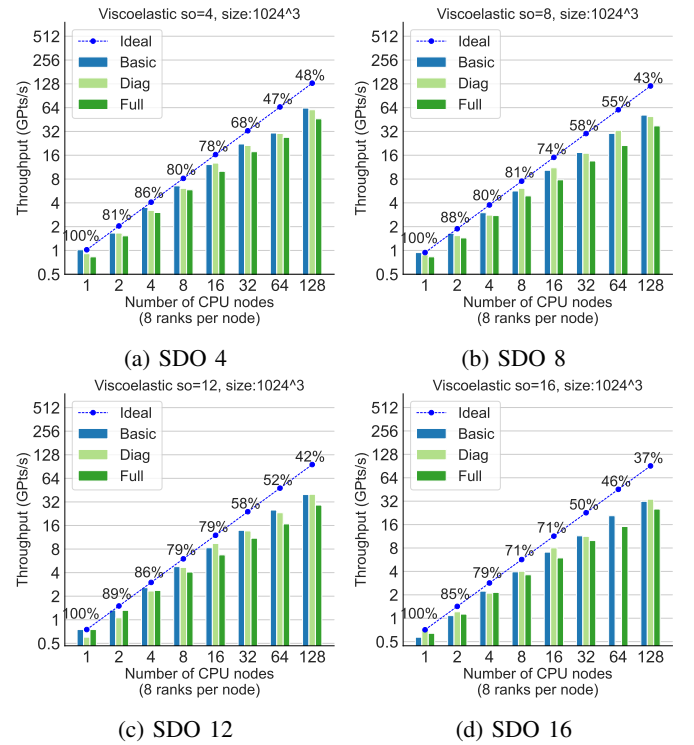 Viscoelastic so=4, size:1024^3
Throughput (GPts/s)
512
256
128
64
32
16
8
4
2
1
0.5
Ideal
Basic
Diag
Full
100%
81%
86%
80%
78%
68%
47%
48%
1 2 4 8 16 32 64 128
Number of CPU nodes
(8 ranks per node)
(a) SDO 4
Viscoelastic so=8, size:1024^3
Throughput (GPts/s)
512
256
128
64
32
16
8
4
2
1
0.5
Ideal
Basic
Diag
Full
100%
88%
80%
81%
74%
58%
55%
43%
1 2 4 8 16 32 64 128
Number of CPU nodes
(8 ranks per node)
(b) SDO 8
Viscoelastic so=12, size:1024^3
Throughput (GPts/s)
512
256
128
64
32
16
8
4
2
1
0.5
Ideal
Basic
Diag
Full
100%
89%
86%
79%
79%
58%
52%
42%
1 2 4 8 16 32 64 128
Number of CPU nodes
(8 ranks per node)
(c) SDO 12
Viscoelastic so=16, size:1024^3
Throughput (GPts/s)
512
256
128
64
32
16
8
4
2
1
0.5
Ideal
Basic
Diag
Full
100%
85%
79%
71%
71%
50%
46%
37%
1 2 4 8 16 32 64 128
Number of CPU nodes
(8 ranks per node)
(d) SDO 16